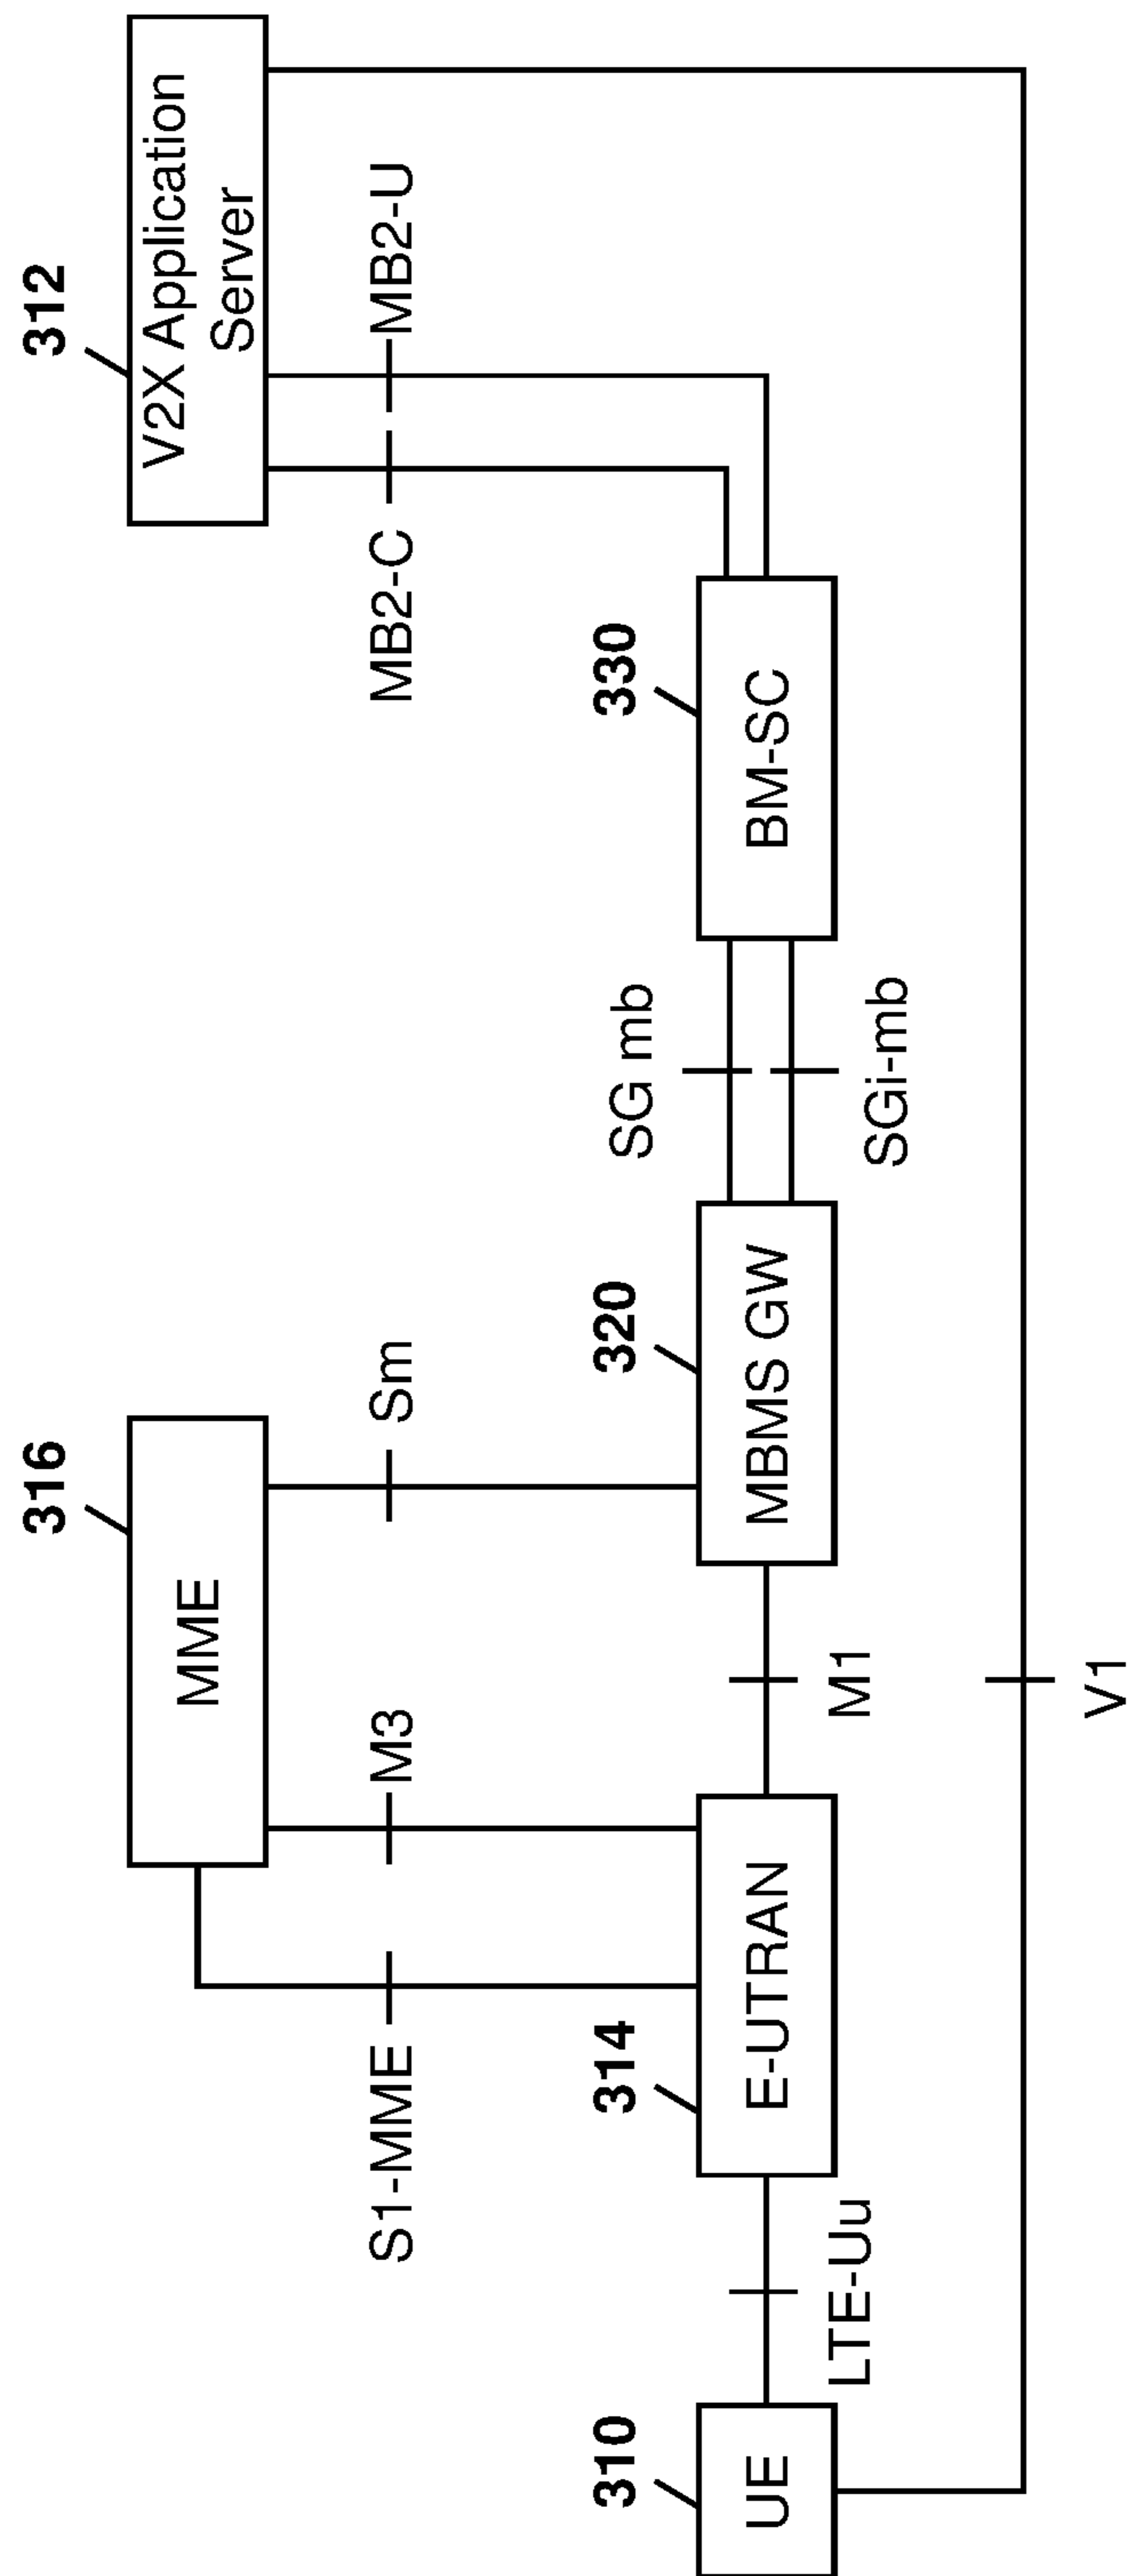 316
312
MME
V2X Application
Server
S1-MME
M3
Sm
MB2-C
MB2-U
310
314
320
SG mb
330
UE
E-UTRAN
MBMS GW
BM-SC
LTE-Uu
M1
SGi-mb
V1